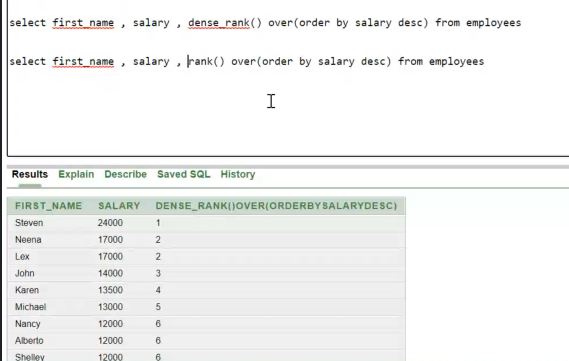 select first_name , salary , dense_rank() over(order by salary desc) from employees
select first_name , salary , rank() over(order by salary desc) from employees
Results Explain Describe Saved SQL History
FIRST_NAME SALARY DENSE_RANK()OVER(ORDERBYSALARYDESC)
Steven 24000 1
Neena 17000 2
Lex 17000 2
John 14000 3
Karen 13500 4
Michael 13000 5
Nancy 12000 6
Alberto 12000 6
Shelley 12000 6